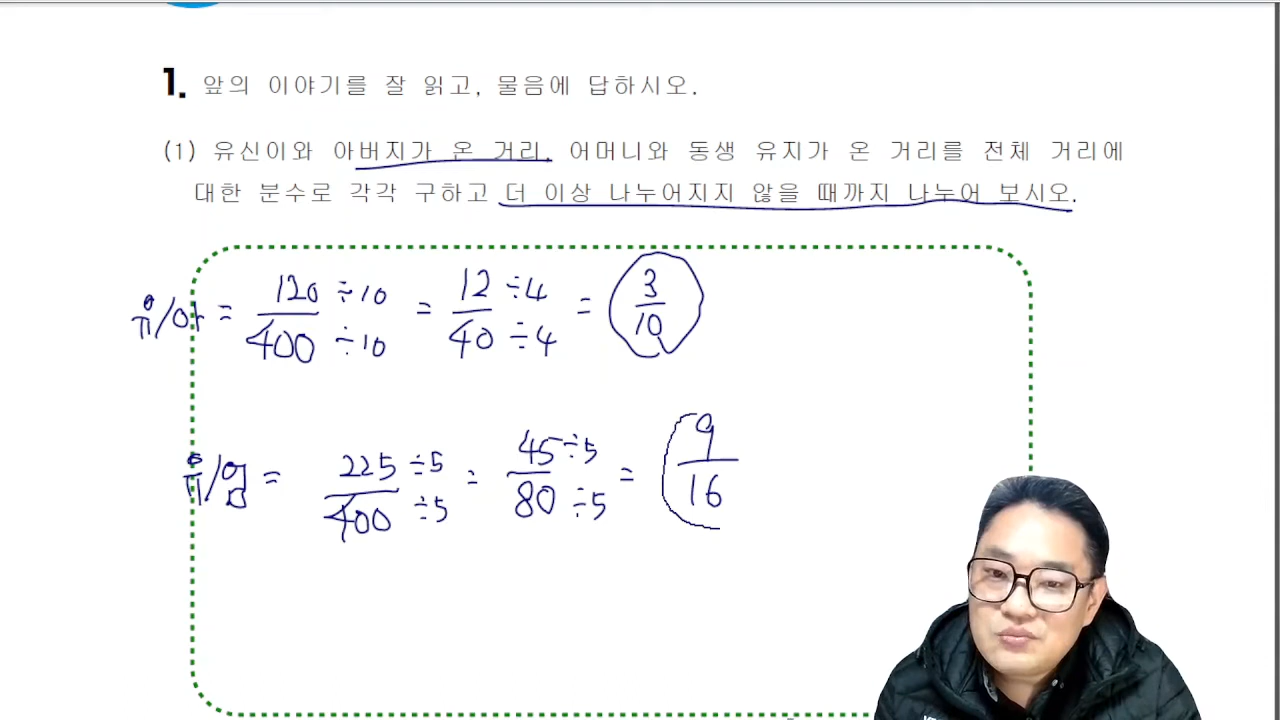 1. 앞의 이야기를 잘 읽고, 물음에 답하시오.
(1) 유신이와 아버지가 온 거리, 어머니와 동생 유지가 온 거리를 전체 거리에
대한 분수로 각각 구하고 더 이상 나누어지지 않을 때까지 나누어 보시오.
유/아 = 120/400 ÷10/÷10 = 12/40 ÷4/÷4 = 3/10
유/엄 = 225/400 ÷5/÷5 = 45/80 ÷5/÷5 = 9/16